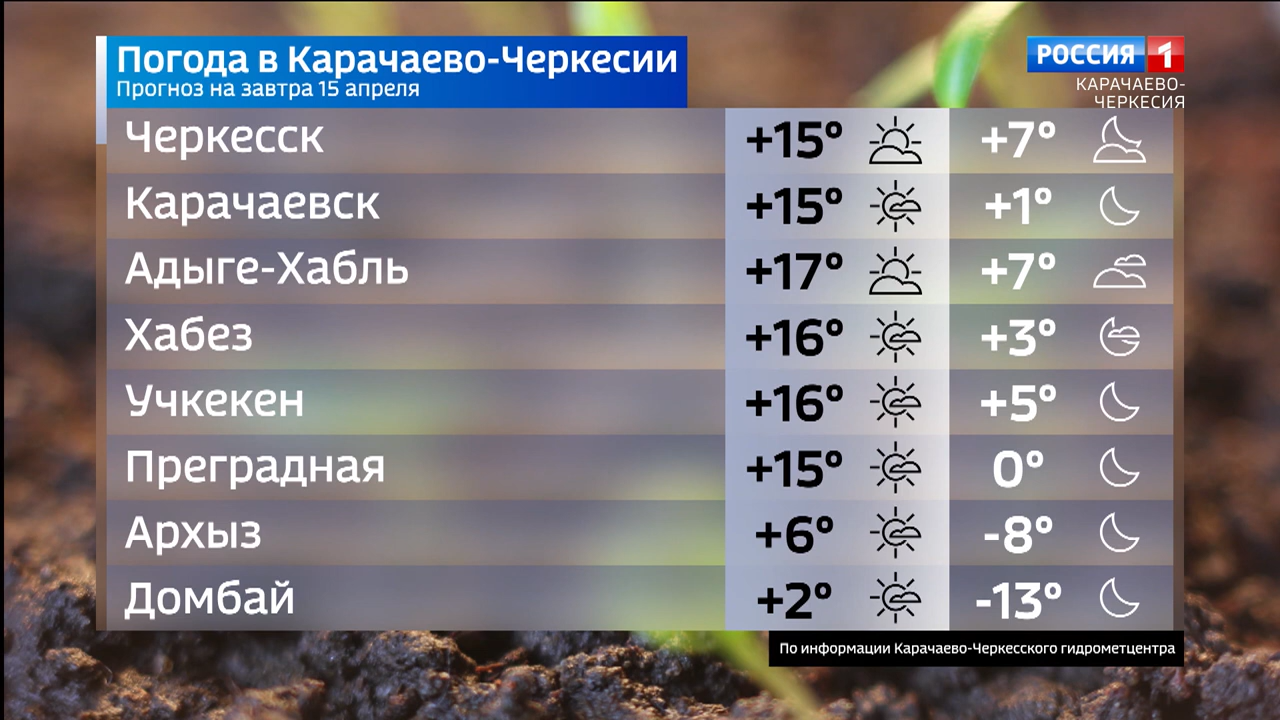 Погода в Карачаево-Черкесии
Прогноз на завтра 15 апреля
РОССИЯ 1
КАРАЧАЕВО-
ЧЕРКЕСИЯ
Черкесск +15° +7°
Карачаевск +15° +1°
Адыге-Хабль +17° +7°
Хабез +16° +3°
Учкекен +16° +5°
Преградная +15° 0°
Архыз +6° -8°
Домбай +2° -13°
По информации Карачаево-Черкесского гидрометцентра